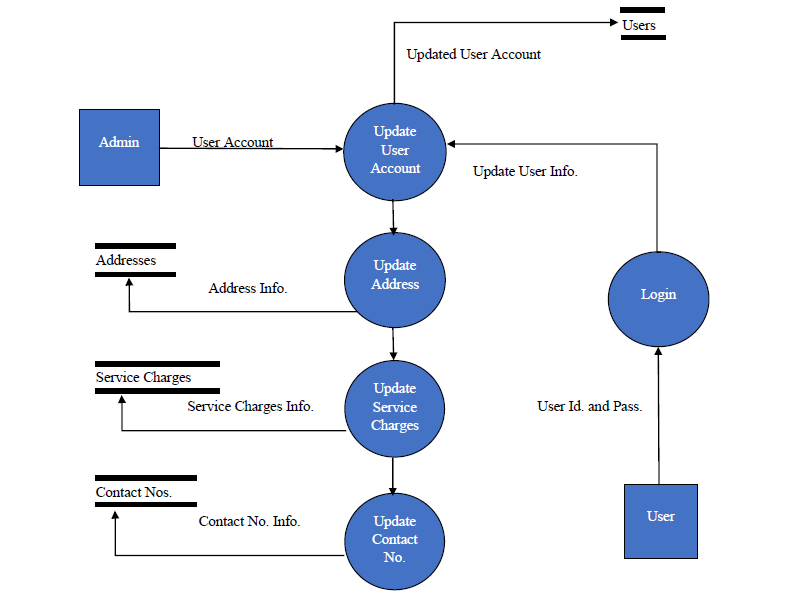 Users
Updated User Account
Admin
User Account
Update
User
Account
Update User Info.
Addresses
Address Info.
Update
Address
Login
Service Charges
Service Charges Info.
Update
Service
Charges
User Id. and Pass.
Contact Nos.
Contact No. Info.
Update
Contact
No.
User